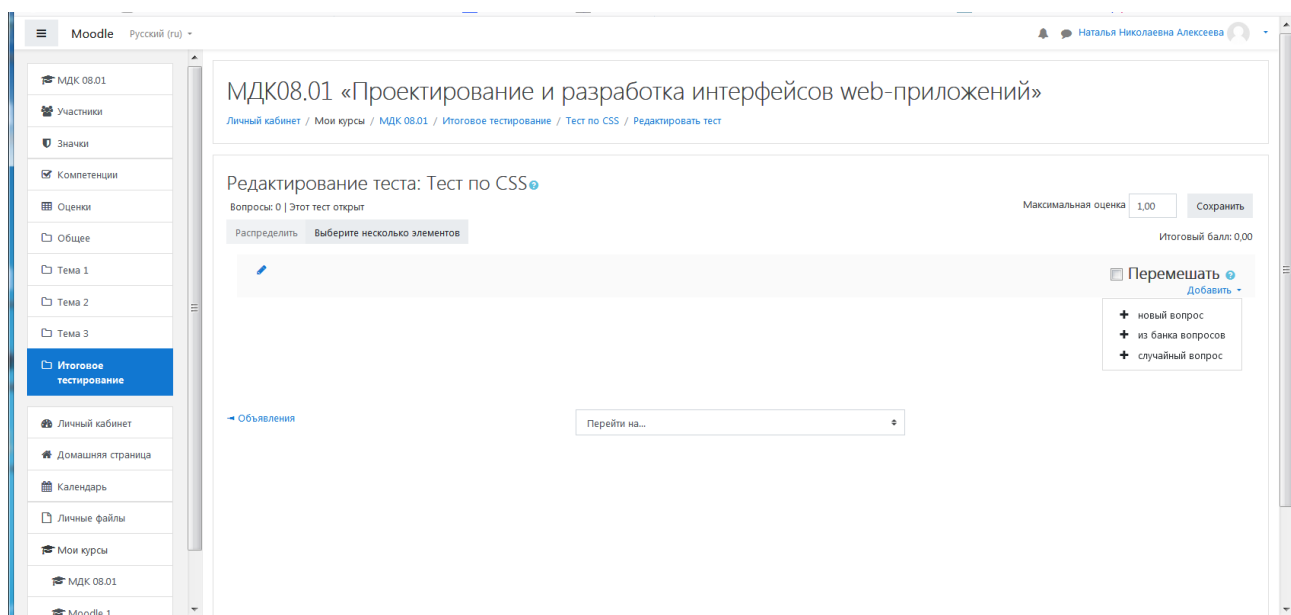 Moodle Русский (ru)
Наталья Николаевна Алексеева
МДК 08.01
Участники
Значки
Компетенции
Оценки
Общее
Тема 1
Тема 2
Тема 3
Итоговое
тестирование
Личный кабинет
Домашняя страница
Календарь
Личные файлы
Мои курсы
МДК 08.01
Moodle 1
МДК08.01 «Проектирование и разработка интерфейсов web-приложений»
Личный кабинет / Мои курсы / МДК 08.01 / Итоговое тестирование / Тест по CSS / Редактировать тест
Редактирование теста: Тест по CSS
Вопросы: 0 | Этот тест открыт
Максимальная оценка 1,00 Сохранить
Распределить Выберите несколько элементов
Итоговый балл: 0,00
Перемешать
Добавить
новый вопрос
из банка вопросов
случайный вопрос
Объявления
Перейти на...